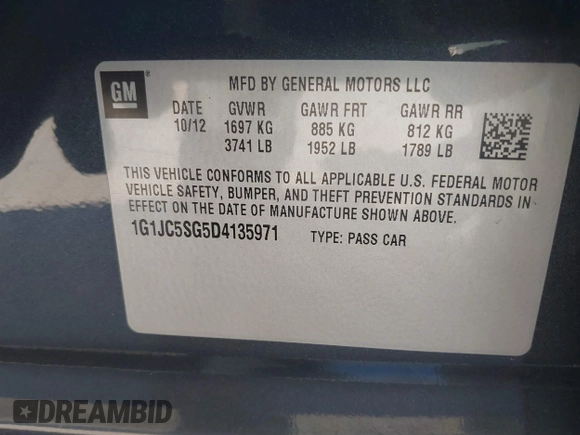 GM ®
MFD BY GENERAL MOTORS LLC
DATE GVWR GAWR FRT GAWR RR
10/12 1697 KG 885 KG 812 KG
3741 LB 1952 LB 1789 LB
THIS VEHICLE CONFORMS TO ALL APPLICABLE U.S. FEDERAL MOTOR
VEHICLE SAFETY, BUMPER, AND THEFT PREVENTION STANDARDS IN
EFFECT ON THE DATE OF MANUFACTURE SHOWN ABOVE.
1G1JC5SG5D4135971 TYPE: PASS CAR
DREAMBID